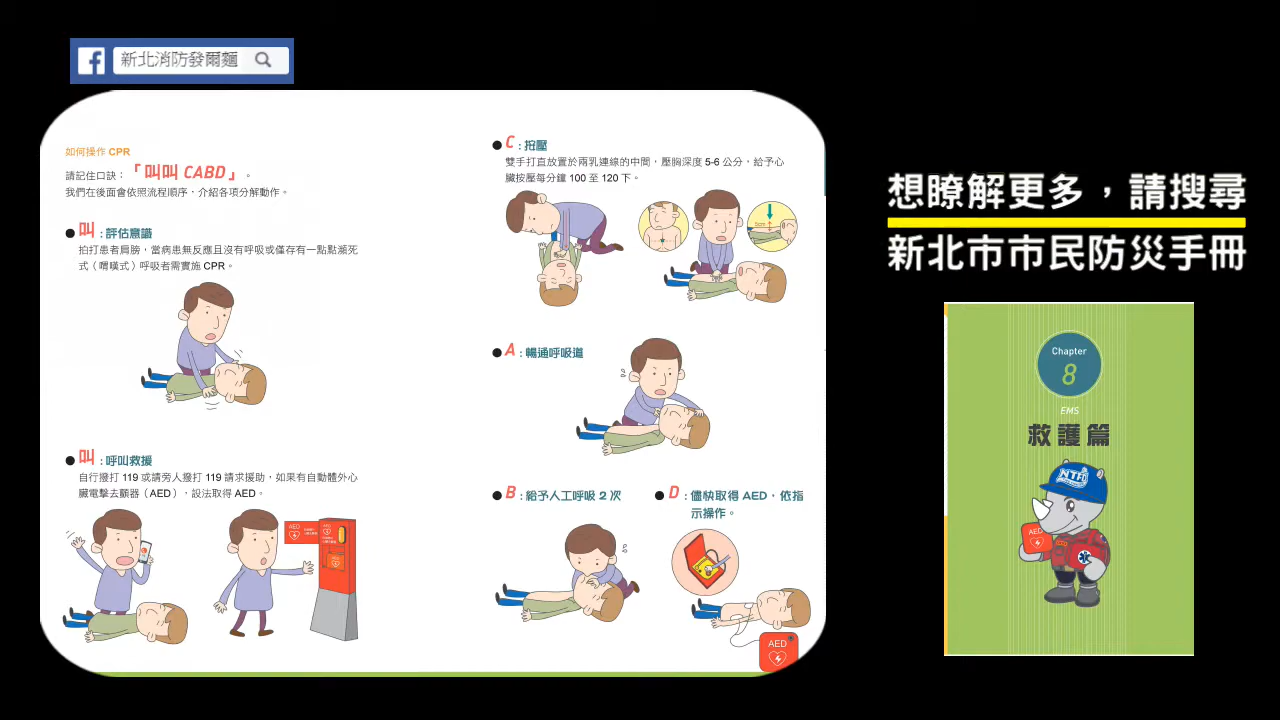 新北消防發爾麵
如何操作 CPR
請記住口訣：「叫叫 CABD」。
我們在後面會依照流程順序，介紹各項分解動作。
叫：評估意識
拍打患者肩膀，當病患無反應且沒有呼吸或僅存有一點點瀕死
式（喟嘆式）呼吸者需實施 CPR。
叫：呼叫救援
自行撥打 119 或請旁人撥打 119 請求援助，如果有自動體外心
臟電擊去顫器（AED），設法取得 AED。
AED
AED
C：按壓
雙手打直放置於兩乳連線的中間，壓胸深度 5-6 公分，給予心
臟按壓每分鐘 100 至 120 下。
5cm
A：暢通呼吸道
B：給予人工呼吸 2 次
D：儘快取得 AED，依指
示操作。
AED
想瞭解更多，請搜尋
新北市市民防災手冊
Chapter
8
EMS
救護篇
NTFD
AED